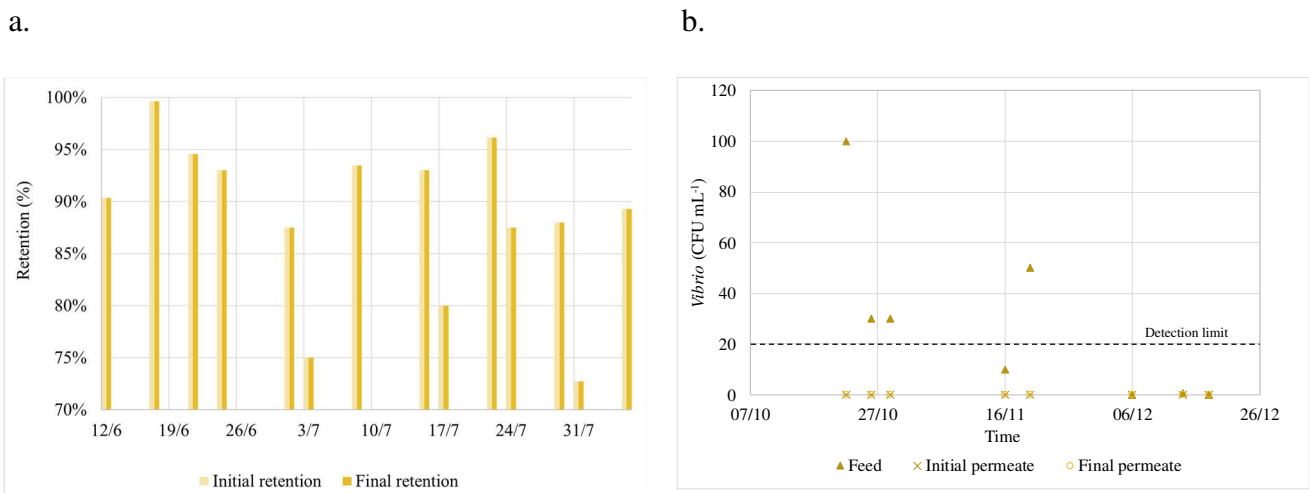 a.
100%
95%
90%
85%
80%
75%
70%
Retention (%)
12/6 19/6 26/6 3/7 10/7 17/7 24/7 31/7
Initial retention Final retention
b.
120
100
80
60
40
20
0
Vibrio (CFU mL⁻¹)
Detection limit
07/10 27/10 16/11 06/12 26/12
Time
Feed Initial permeate Final permeate